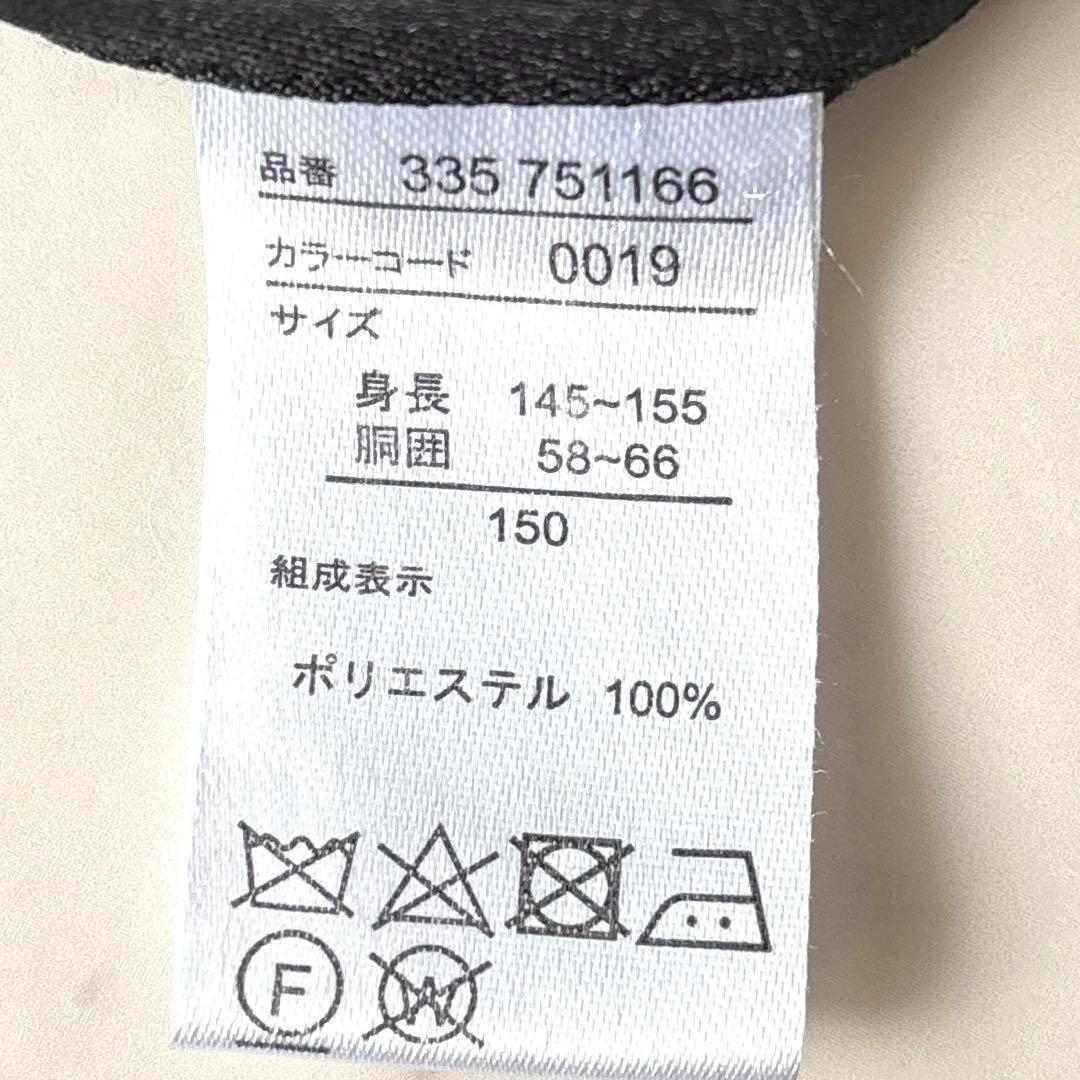 品番 335 751166
カラーコード 0019
サイズ
身長 145~155
胴囲 58~66
150
組成表示
ポリエステル 100%
F W